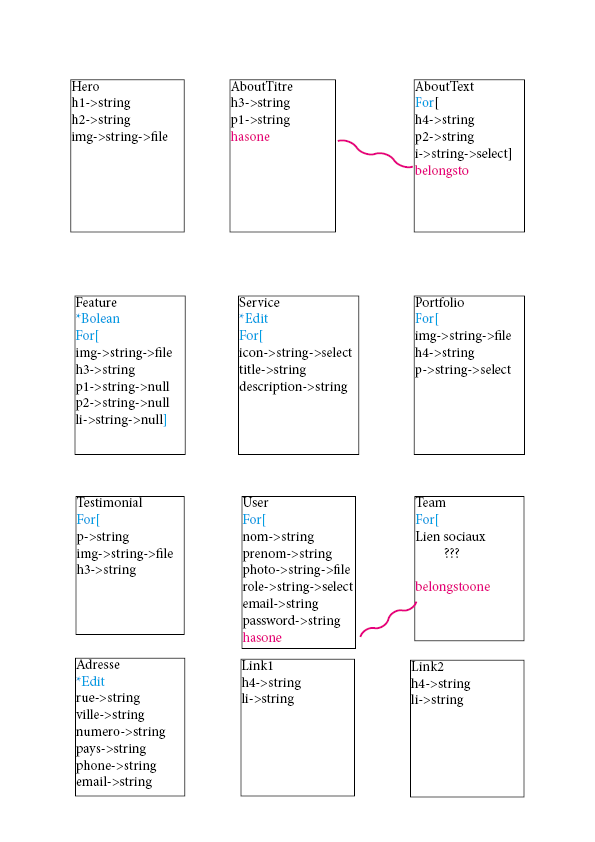 Hero
h1->string
h2->string
img->string->file
AboutTitre
h3->string
p1->string
hasone
AboutText
For[
h4->string
p2->string
i->string->select]
belongsto
Feature
*Bolean
For[
img->string->file
h3->string
p1->string->null
p2->string->null
li->string->null]
Service
*Edit
For[
icon->string->select
title->string
description->string
Portfolio
For[
img->string->file
h4->string
p->string->select
Testimonial
For[
p->string
img->string->file
h3->string
User
For[
nom->string
prenom->string
photo->string->file
role->string->select
email->string
password->string
hasone
Team
For[
Lien sociaux
???
belongstoone
Adresse
*Edit
rue->string
ville->string
numero->string
pays->string
phone->string
email->string
Link1
h4->string
li->string
Link2
h4->string
li->string